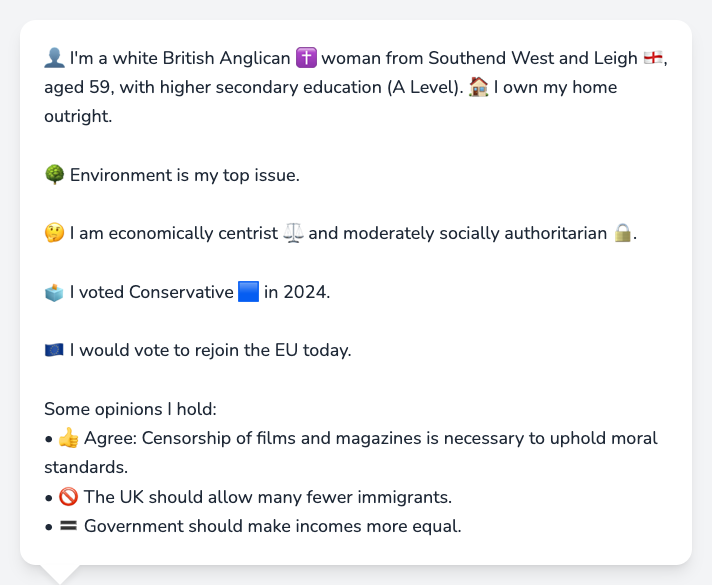 👤 I'm a white British Anglican ✝️ woman from Southend West and Leigh 🏴󠁧󠁢󠁥󠁮󠁧󠁿,
aged 59, with higher secondary education (A Level). 🏠 I own my home
outright.
🌳 Environment is my top issue.
🤔 I am economically centrist ⚖️ and moderately socially authoritarian 🔒.
🗳️ I voted Conservative 🟦 in 2024.
🇪🇺 I would vote to rejoin the EU today.
Some opinions I hold:
• 👍 Agree: Censorship of films and magazines is necessary to uphold moral
standards.
• 🚫 The UK should allow many fewer immigrants.
• 🟰 Government should make incomes more equal.